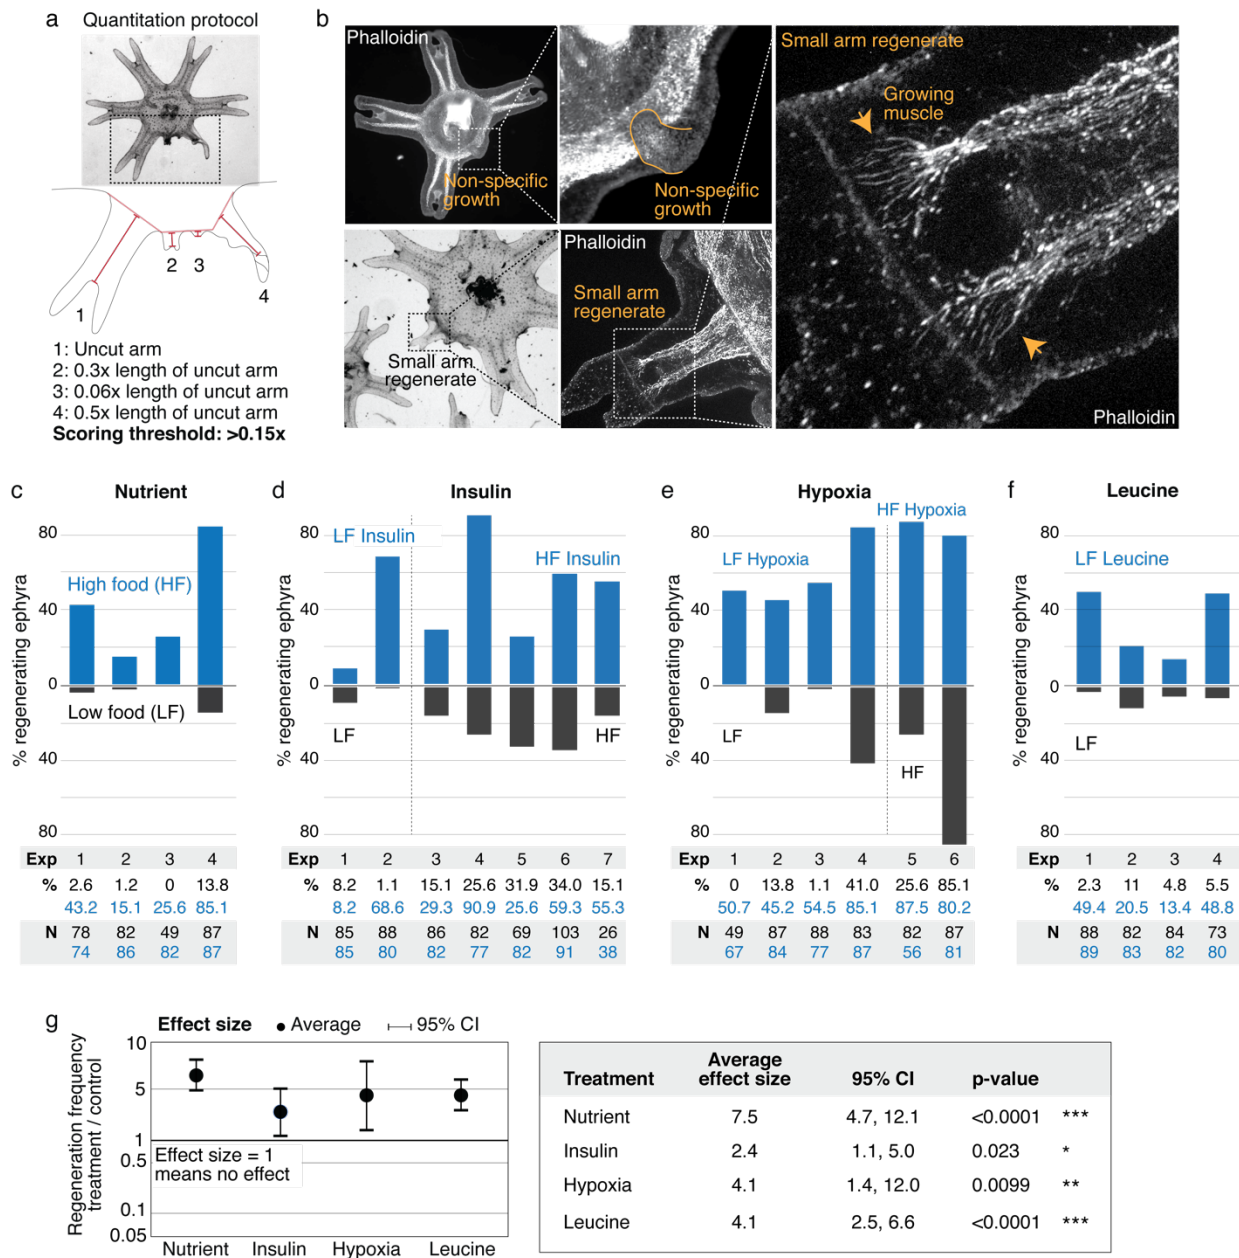 a
Quantitation protocol
1
2
3
4
1: Uncut arm
2: 0.3x length of uncut arm
3: 0.06x length of uncut arm
4: 0.5x length of uncut arm
Scoring threshold: >0.15x
b
Phalloidin
Non-specific
growth
Non-specific
growth
Small arm
regenerate
Phalloidin
Small arm
regenerate
Small arm regenerate
Growing
muscle
Phalloidin
c
Nutrient
% regenerating ephyra
80
40
0
40
80
High food (HF)
Low food (LF)
Exp 1 2 3 4
% 2.6 1.2 0 13.8
43.2 15.1 25.6 85.1
N 78 82 49 87
74 86 82 87
d
Insulin
% regenerating ephyra
80
40
0
40
80
LF Insulin
HF Insulin
LF
HF
Exp 1 2 3 4 5 6 7
% 8.2 1.1 15.1 25.6 31.9 34.0 15.1
8.2 68.6 29.3 90.9 25.6 59.3 55.3
N 85 88 86 82 69 103 26
85 80 82 77 82 91 38
e
Hypoxia
% regenerating ephyra
80
40
0
40
80
HF Hypoxia
LF Hypoxia
LF
HF
Exp 1 2 3 4 5 6
% 0 13.8 1.1 41.0 25.6 85.1
50.7 45.2 54.5 85.1 87.5 80.2
N 49 87 88 83 82 87
67 84 77 87 56 81
f
Leucine
% regenerating ephyra
80
40
0
40
80
LF Leucine
LF
Exp 1 2 3 4
% 2.3 11 4.8 5.5
49.4 20.5 13.4 48.8
N 88 82 84 73
89 83 82 80
g
Effect size Average 95% CI
Regeneration frequency
treatment / control
10
5
1
0.5
0.1
0.05
Effect size = 1
means no effect
Nutrient Insulin Hypoxia Leucine
Treatment Average effect size 95% CI p-value
Nutrient 7.5 4.7, 12.1 <0.0001 ***
Insulin 2.4 1.1, 5.0 0.023 *
Hypoxia 4.1 1.4, 12.0 0.0099 **
Leucine 4.1 2.5, 6.6 <0.0001 ***